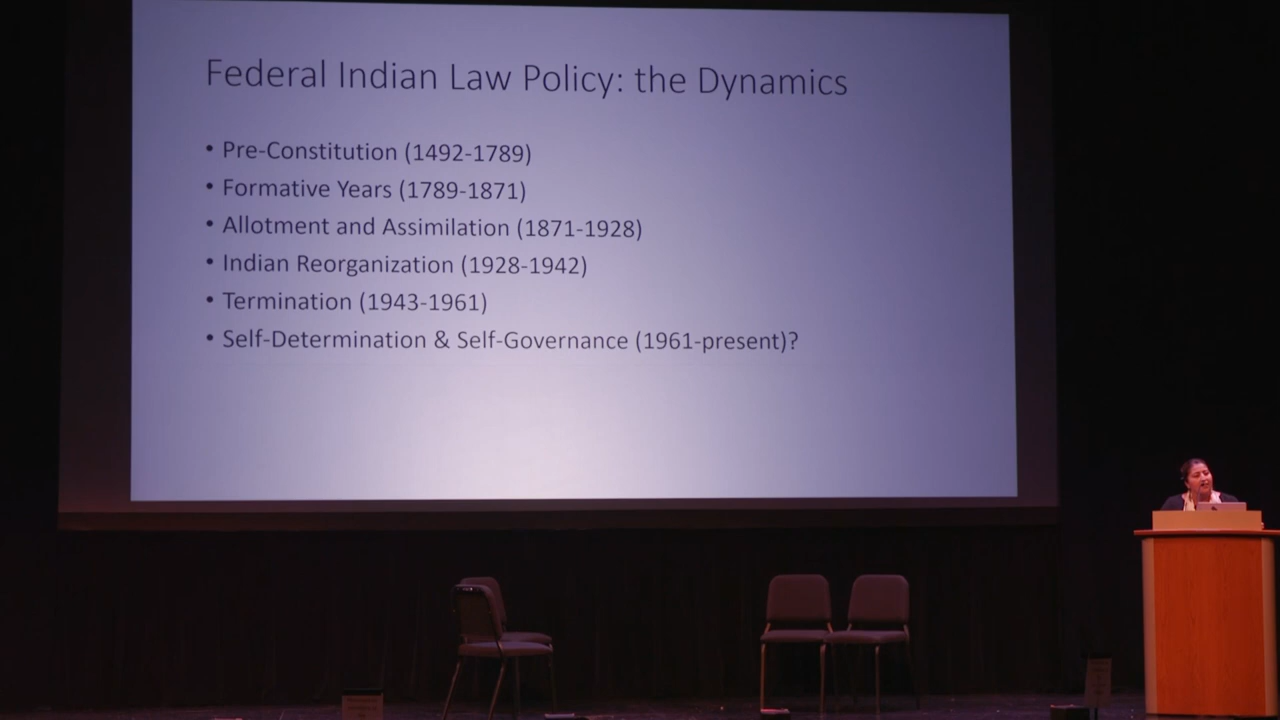 Federal Indian Law Policy: the Dynamics
• Pre-Constitution (1492-1789)
• Formative Years (1789-1871)
• Allotment and Assimilation (1871-1928)
• Indian Reorganization (1928-1942)
• Termination (1943-1961)
• Self-Determination & Self-Governance (1961-present)?